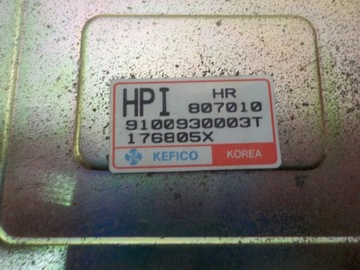 HPI HR
807010
9100930003T
176805X
KEFICO KOREA